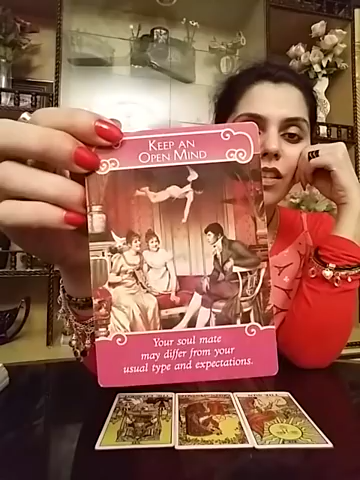 KEEP AN
OPEN MIND
Your soul mate
may differ from your
usual type and expectations.